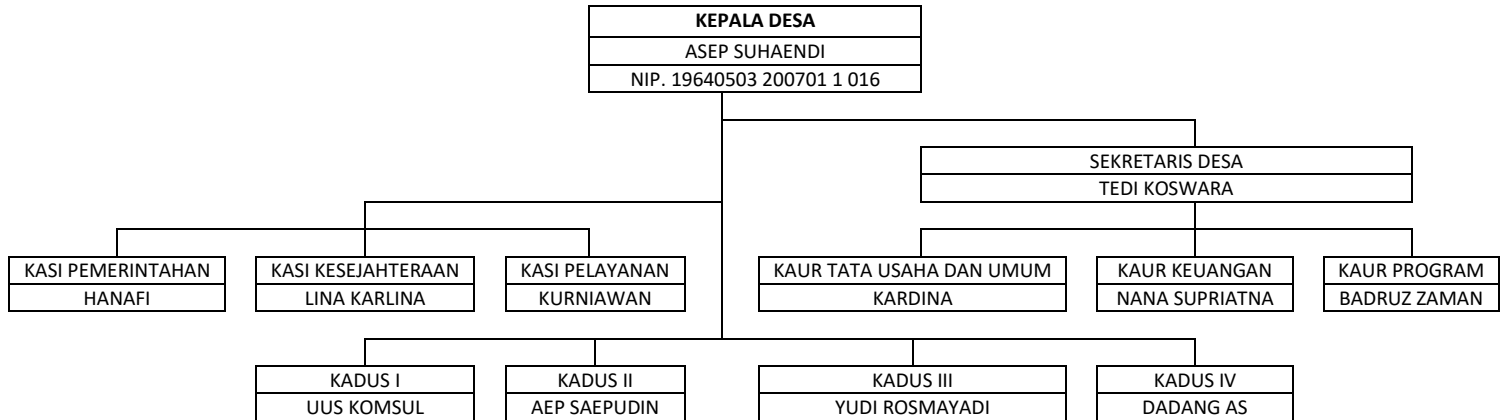 KEPALA DESA
ASEP SUHAENDI
NIP. 19640503 200701 1 016
SEKRETARIS DESA
TEDI KOSWARA
KASI PEMERINTAHAN
HANAFI
KASI KESEJAHTERAAN
LINA KARLINA
KASI PELAYANAN
KURNIAWAN
KAUR TATA USAHA DAN UMUM
KARDINA
KAUR KEUANGAN
NANA SUPRIATNA
KAUR PROGRAM
BADRUZ ZAMAN
KADUS I
UUS KOMSUL
KADUS II
AEP SAEPUDIN
KADUS III
YUDI ROSMAYADI
KADUS IV
DADANG AS